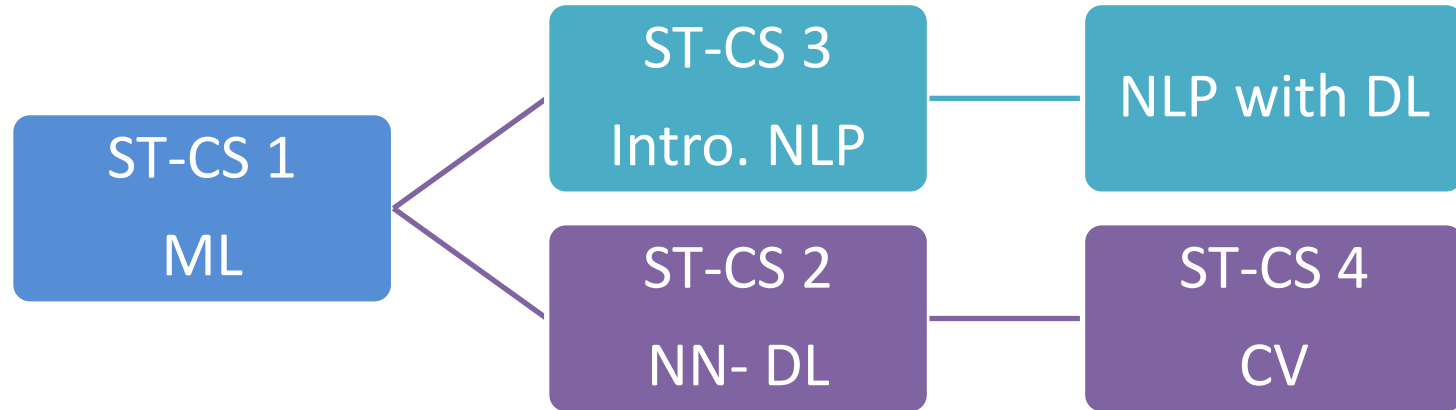 ST-CS 1
ML
ST-CS 3
Intro. NLP
NLP with DL
ST-CS 2
NN- DL
ST-CS 4
CV